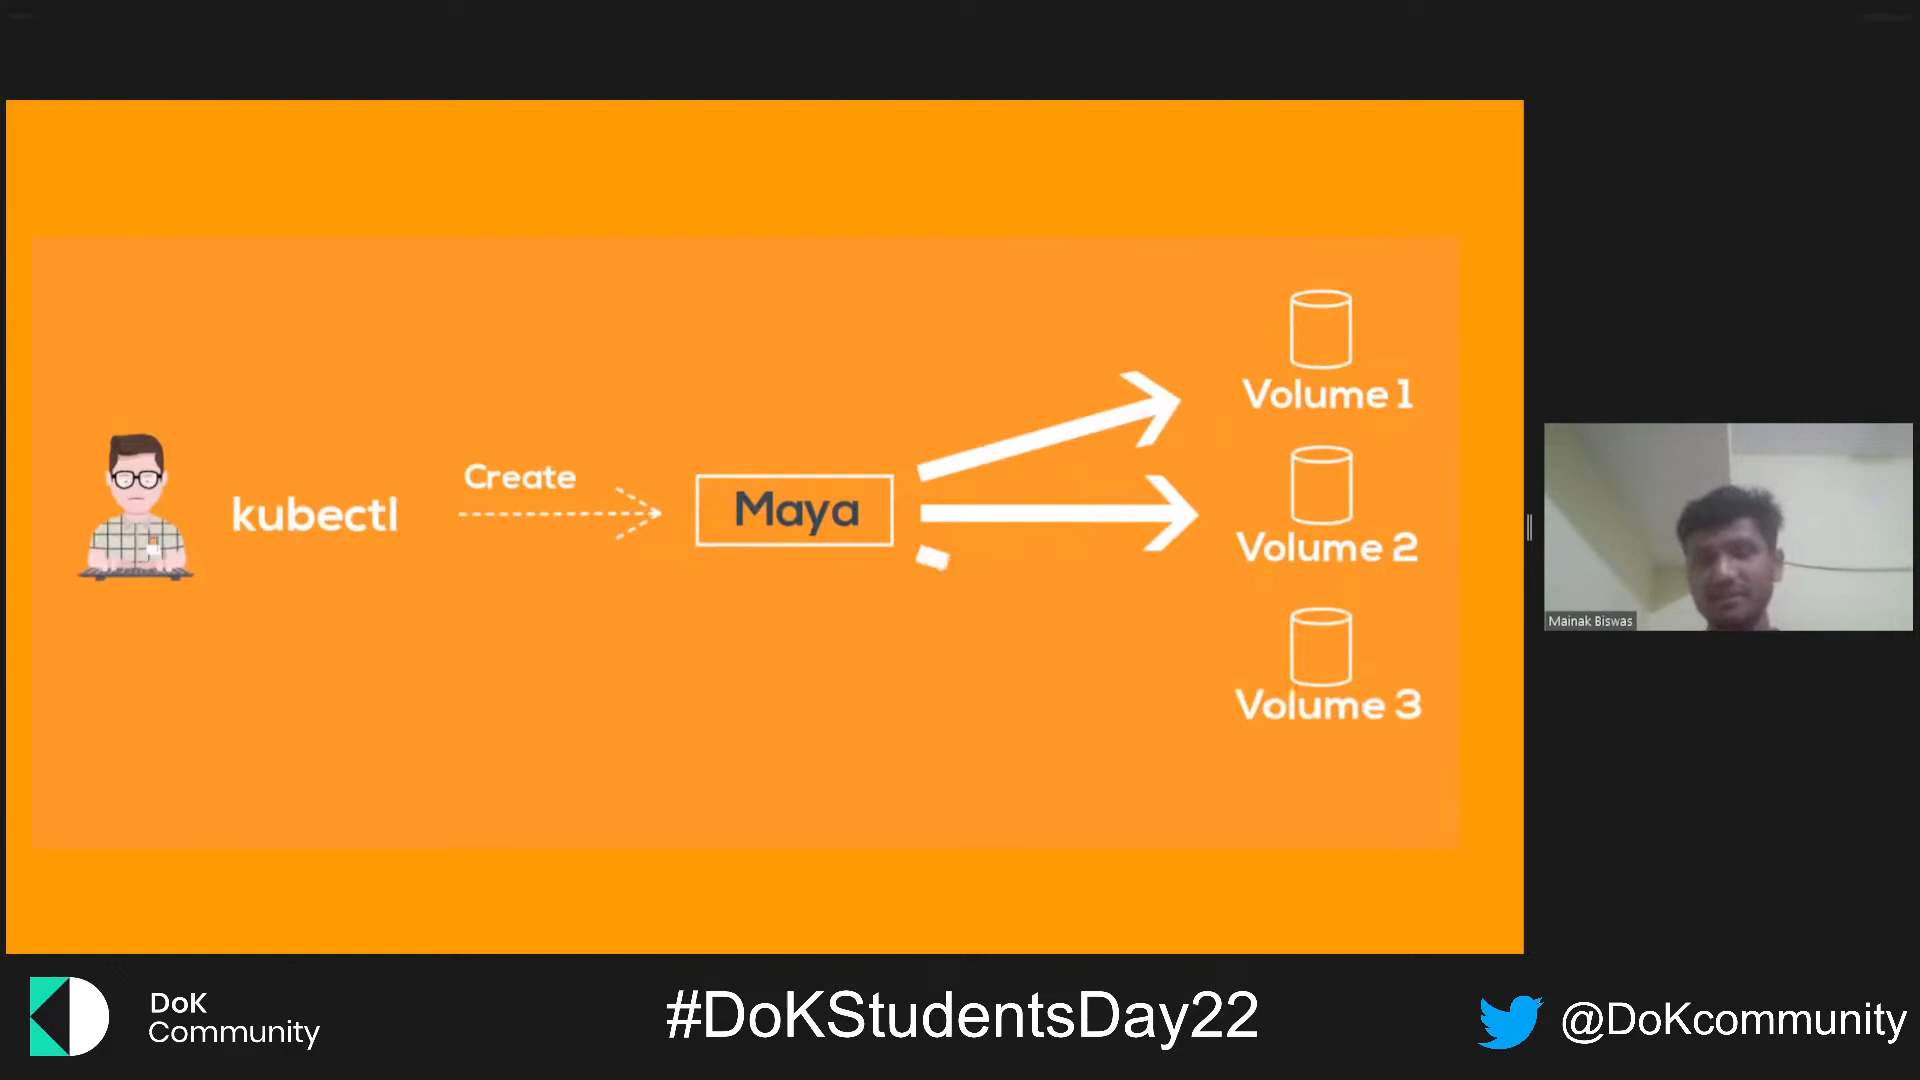 Volume 1
Create
kubectl
Maya
Volume 2
Volume 3
Mainak Biswas
DoK
Community
#DoKStudentsDay22
@DoKcommunity